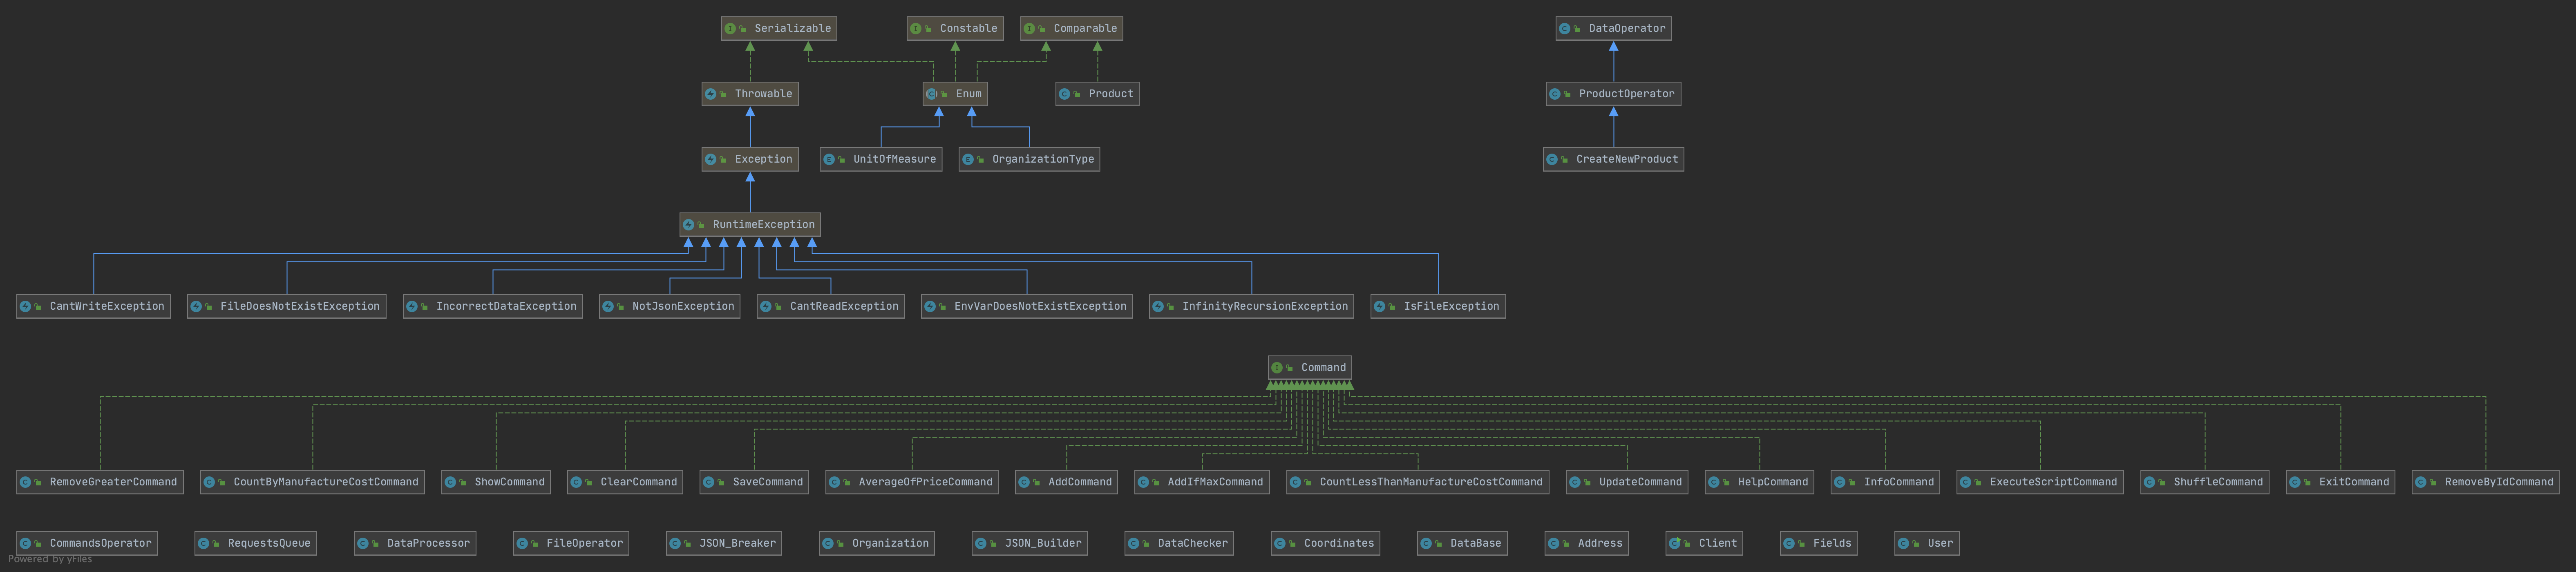 Serializable Constable Comparable DataOperator
Throwable Enum Product ProductOperator
Exception UnitOfMeasure OrganizationType CreateNewProduct
RuntimeException
CantWriteException FileDoesNotExistException IncorrectDataException NotJsonException CantReadException EnvVarDoesNotExistException InfinityRecursionException IsFileException
Command
RemoveGreaterCommand CountByManufactureCostCommand ShowCommand ClearCommand SaveCommand AverageOfPriceCommand AddCommand AddIfMaxCommand CountLessThanManufactureCostCommand UpdateCommand HelpCommand InfoCommand ExecuteScriptCommand ShuffleCommand ExitCommand RemoveByIdCommand
CommandsOperator RequestsQueue DataProcessor FileOperator JSON_Breaker Organization JSON_Builder DataChecker Coordinates DataBase Address Client Fields User
Powered by yFiles